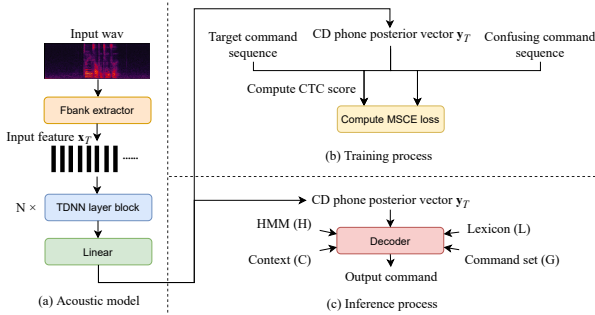 Input wav
Fbank extractor
Input feature x_T
......
N ×
TDNN layer block
Linear
(a) Acoustic model
Target command
sequence
CD phone posterior vector y_T
Confusing command
sequence
Compute CTC score
Compute MSCE loss
(b) Training process
CD phone posterior vector y_T
HMM (H)
Lexicon (L)
Decoder
Context (C)
Command set (G)
Output command
(c) Inference process